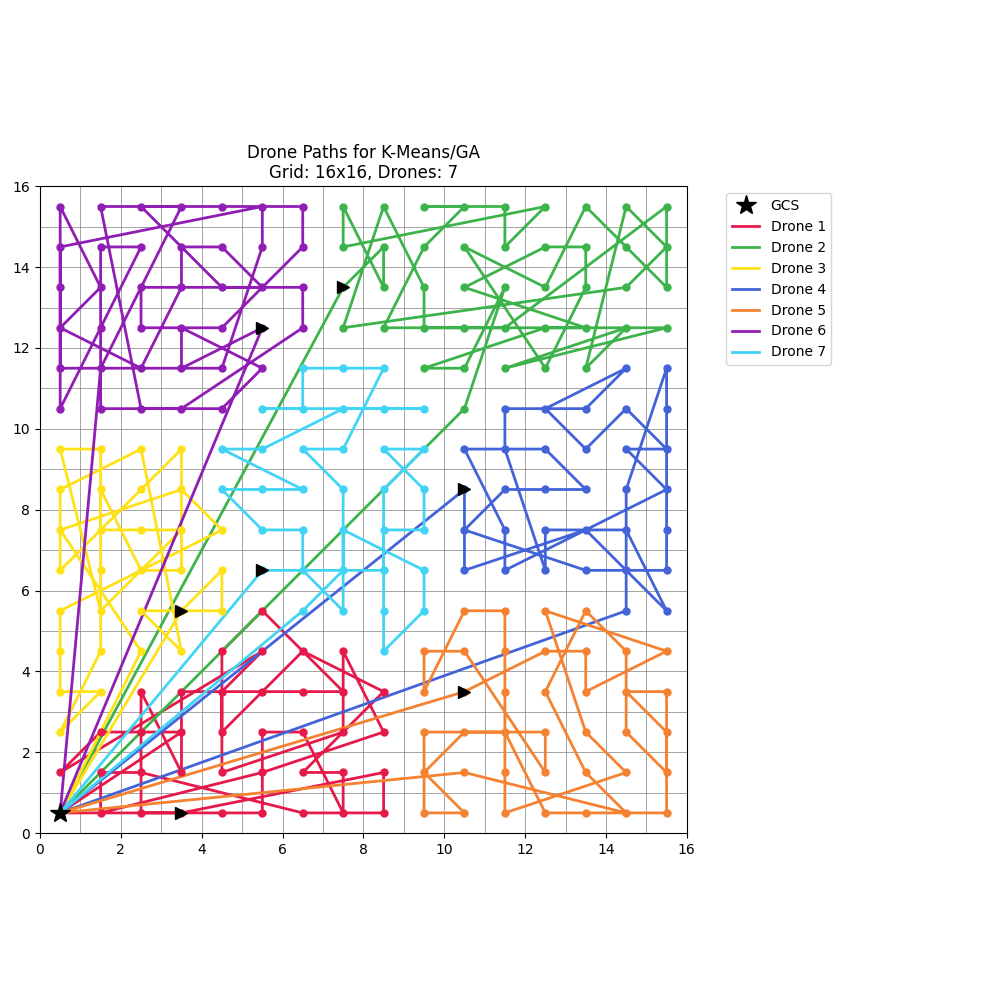 Drone Paths for K-Means/GA
Grid: 16x16, Drones: 7
16
14
12
10
8
6
4
2
0
0 2 4 6 8 10 12 14 16
GCS
Drone 1
Drone 2
Drone 3
Drone 4
Drone 5
Drone 6
Drone 7